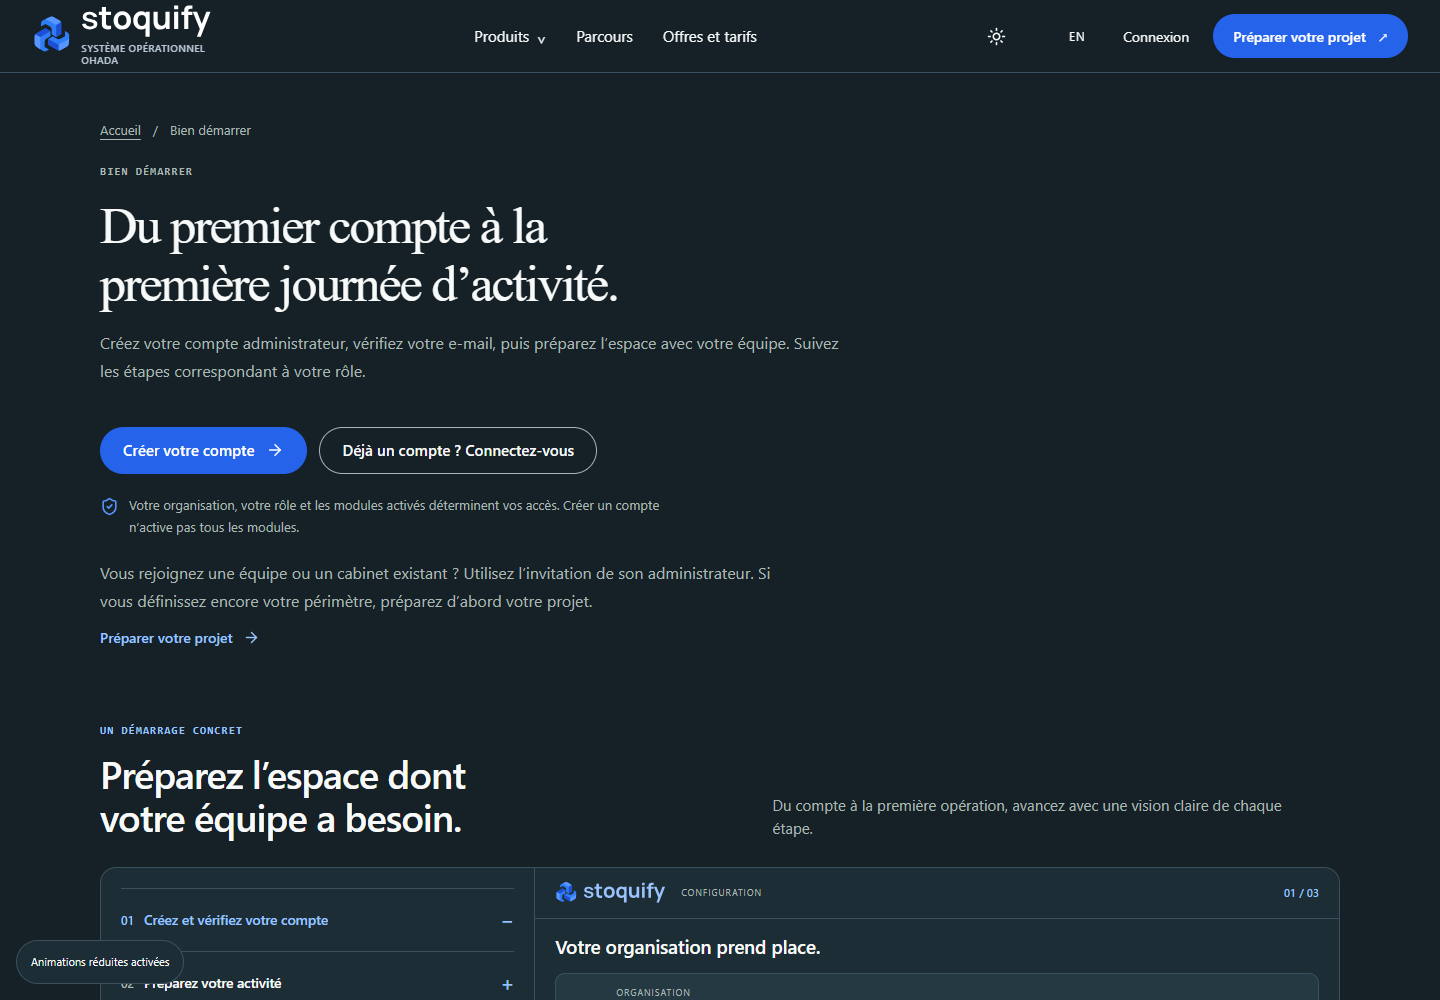 stoquify
SYSTÈME OPÉRATIONNEL
OHADA
Produits
Parcours
Offres et tarifs
EN
Connexion
Préparer votre projet
Accueil / Bien démarrer
BIEN DÉMARRER
Du premier compte à la
première journée d’activité.
Créez votre compte administrateur, vérifiez votre e-mail, puis préparez l’espace avec votre équipe. Suivez
les étapes correspondant à votre rôle.
Créer votre compte
Déjà un compte ? Connectez-vous
Votre organisation, votre rôle et les modules activés déterminent vos accès. Créer un compte
n’active pas tous les modules.
Vous rejoignez une équipe ou un cabinet existant ? Utilisez l’invitation de son administrateur. Si
vous définissez encore votre périmètre, préparez d’abord votre projet.
Préparer votre projet
UN DÉMARRAGE CONCRET
Préparez l’espace dont
votre équipe a besoin.
Du compte à la première opération, avancez avec une vision claire de chaque
étape.
01 Créez et vérifiez votre compte
02 Préparez votre activité
Animations réduites activées
stoquify
CONFIGURATION
01 / 03
Votre organisation prend place.
ORGANISATION